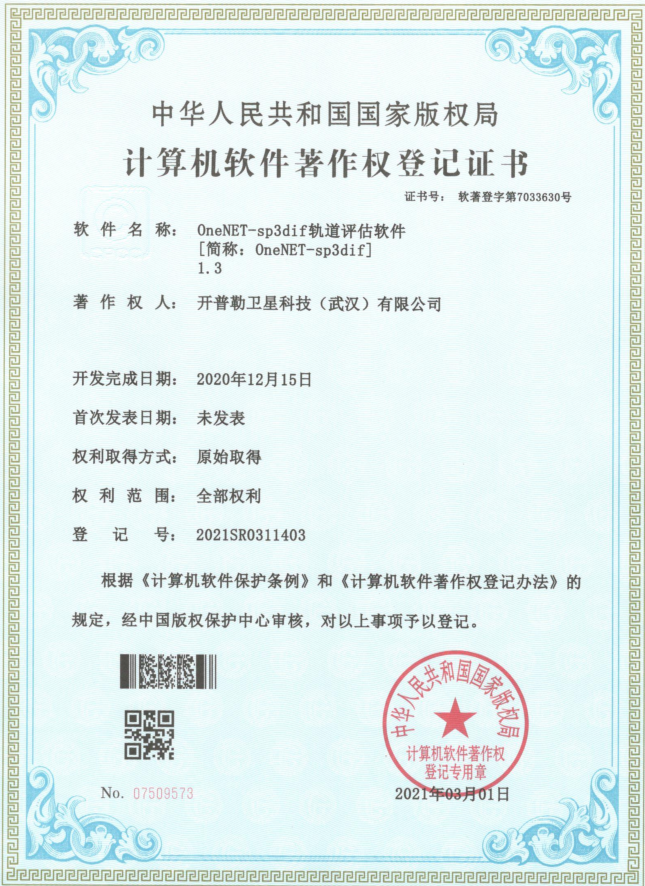 中华人民共和国国家版权局
计算机软件著作权登记证书
证书号： 软著登字第7033630号
软件名称： OneNET-sp3dif轨道评估软件
[简称：OneNET-sp3dif]
1.3
著作权人： 开普勒卫星科技（武汉）有限公司
开发完成日期： 2020年12月15日
首次发表日期： 未发表
权利取得方式： 原始取得
权利范围： 全部权利
登记号： 2021SR0311403
根据《计算机软件保护条例》和《计算机软件著作权登记办法》的
规定，经中国版权保护中心审核，对以上事项予以登记。
中华人民共和国国家版权局
计算机软件著作权
登记专用章
No. 07509573
2021年03月01日